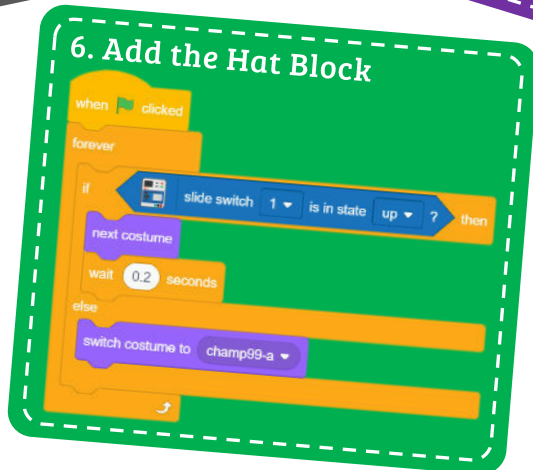 6. Add the Hat Block
when clicked
forever
if slide switch 1 is in state up ? then
next costume
wait 0.2 seconds
else
switch costume to champ99-a